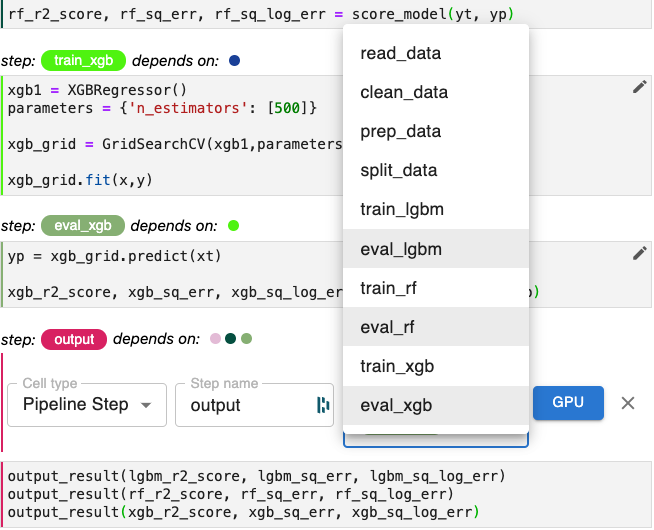 rf_r2_score, rf_sq_err, rf_sq_log_err = score_model(yt, yp)
step: train_xgb depends on:
xgb1 = XGBRegressor()
parameters = {'n_estimators': [500]}
xgb_grid = GridSearchCV(xgb1,parameters
xgb_grid.fit(x,y)
step: eval_xgb depends on:
yp = xgb_grid.predict(xt)
xgb_r2_score, xgb_sq_err, xgb_sq_log_er )
read_data
clean_data
prep_data
split_data
train_lgbm
eval_lgbm
train_rf
eval_rf
train_xgb
eval_xgb
step: output depends on:
Cell type
Pipeline Step
Step name
output
GPU
output_result(lgbm_r2_score, lgbm_sq_err, lgbm_sq_log_err)
output_result(rf_r2_score, rf_sq_err, rf_sq_log_err)
output_result(xgb_r2_score, xgb_sq_err, xgb_sq_log_err)